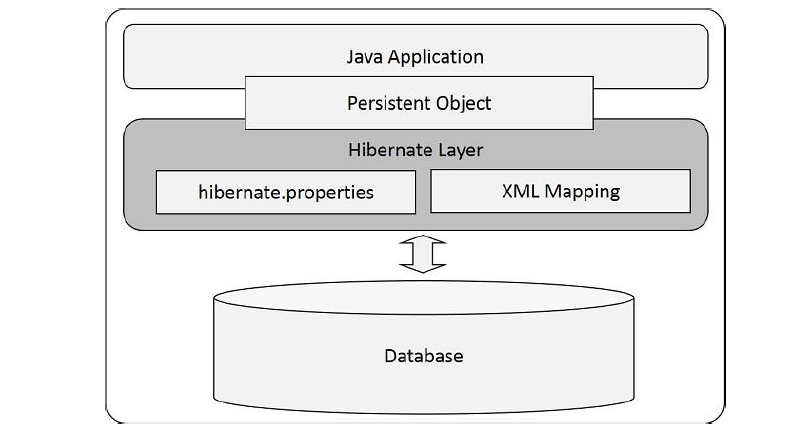 Java Application
Persistent Object
Hibernate Layer
hibernate.properties
XML Mapping
Database